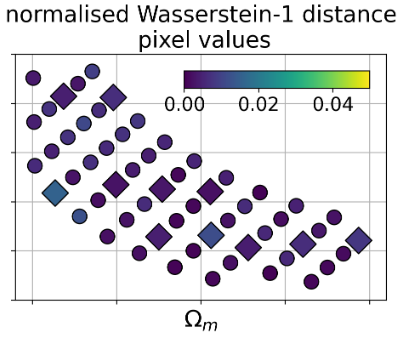 normalised Wasserstein-1 distance
pixel values
0.00 0.02 0.04
Ωₘ